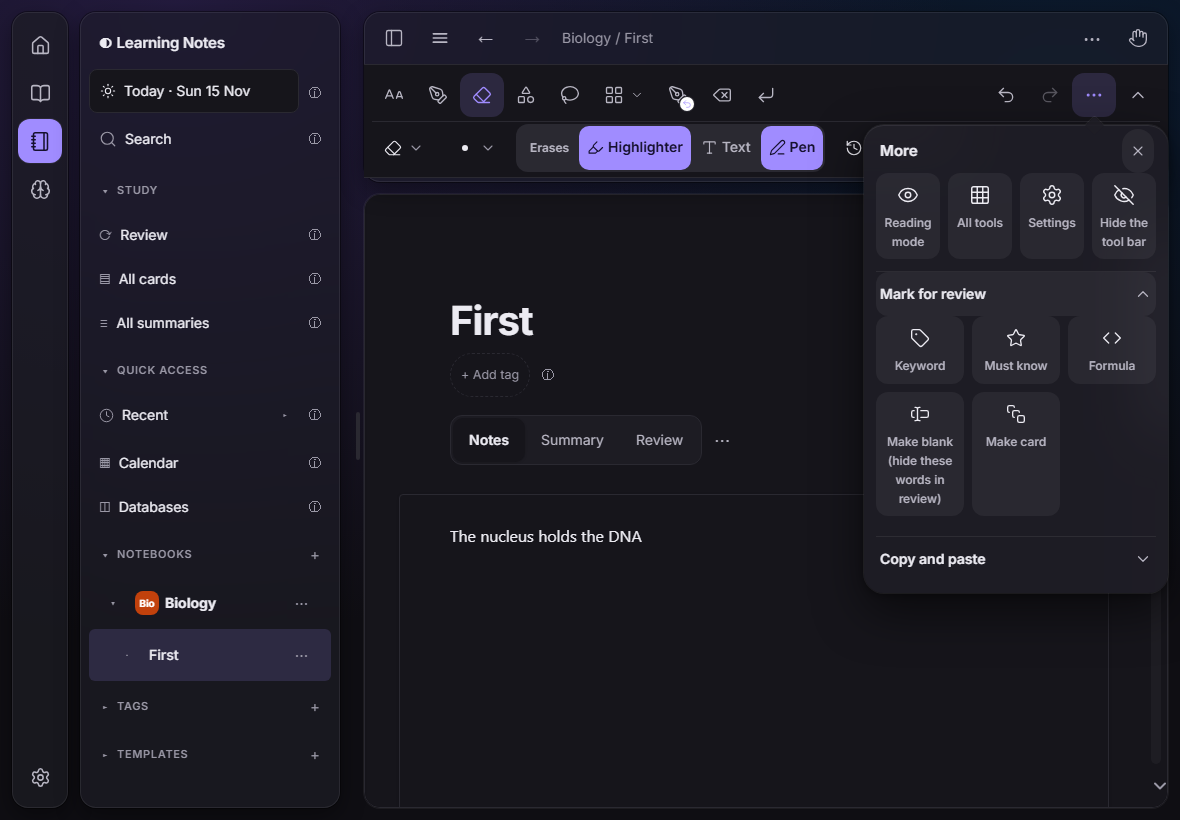 Learning Notes
Today · Sun 15 Nov
Search
STUDY
Review
All cards
All summaries
QUICK ACCESS
Recent
Calendar
Databases
NOTEBOOKS
Bio Biology
First
TAGS
TEMPLATES
Biology / First
AA
Erases Highlighter Text Pen
First
+ Add tag
Notes Summary Review
The nucleus holds the DNA
More
Reading mode
All tools
Settings
Hide the tool bar
Mark for review
Keyword
Must know
Formula
Make blank
(hide these
words in
review)
Make card
Copy and paste